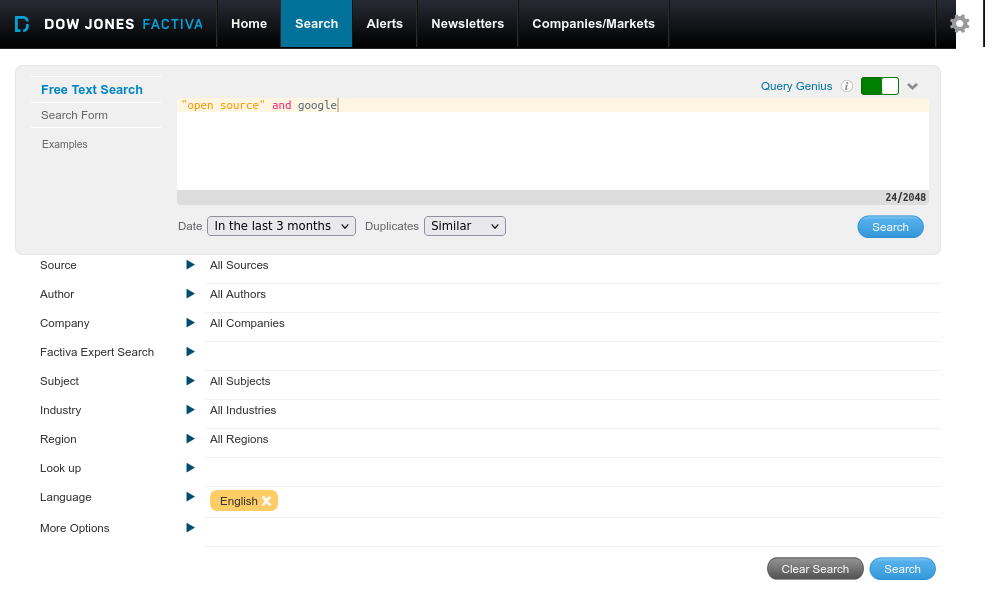 DOW JONES FACTIVA Home Search Alerts Newsletters Companies/Markets
Free Text Search
Search Form
Examples
Query Genius i
"open source" and google
24/2048
Date In the last 3 months Duplicates Similar Search
Source All Sources
Author All Authors
Company All Companies
Factiva Expert Search
Subject All Subjects
Industry All Industries
Region All Regions
Look up
Language English
More Options
Clear Search Search